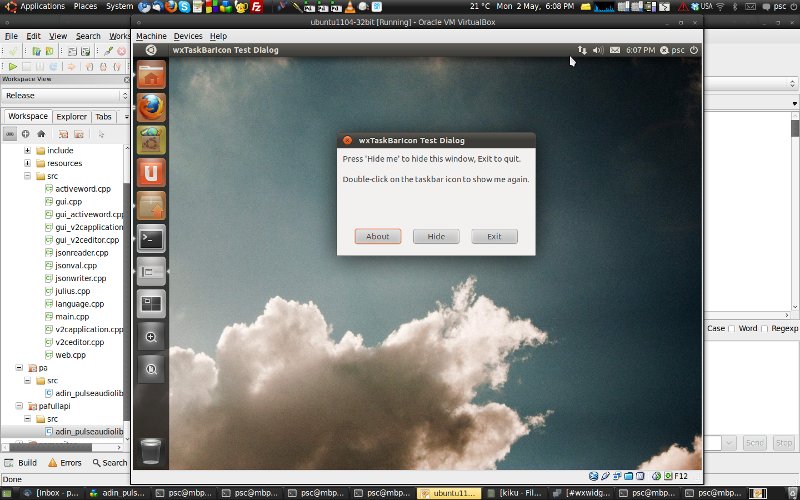 Applications Places System 21 °C Mon 2 May, 6:08 PM USA psc
ubuntu1104-32bit [Running] - Oracle VM VirtualBox
File Edit View Search Work
Machine Devices Help
wxTaskBarIcon Test Dialog 6:07 PM psc
Workspace View
Release
Workspace Explorer Tabs
include
resources
src
activeword.cpp
gui.cpp
gui_activeword.cpp
gui_v2capplication
gui_v2ceditor.cpp
jsonreader.cpp
jsonval.cpp
jsonwriter.cpp
julius.cpp
language.cpp
main.cpp
v2capplication.cpp
v2ceditor.cpp
web.cpp
pa
src
adin_pulseaudiolib
pafullapi
src
adin_pulseaudiolib
wxTaskBarIcon Test Dialog
Press 'Hide me' to hide this window, Exit to quit.
Double-click on the taskbar icon to show me again.
About Hide Exit
Case Word Regexp
Send Stop
Build Errors Search
F12
Done
[Inbox - p... adin_puls... psc@mbp... psc@mbp... psc@mbp... psc@mbp... ubuntu11... [kiku - Fil... [#wxwidg... psc@mbp... psc@mbp...